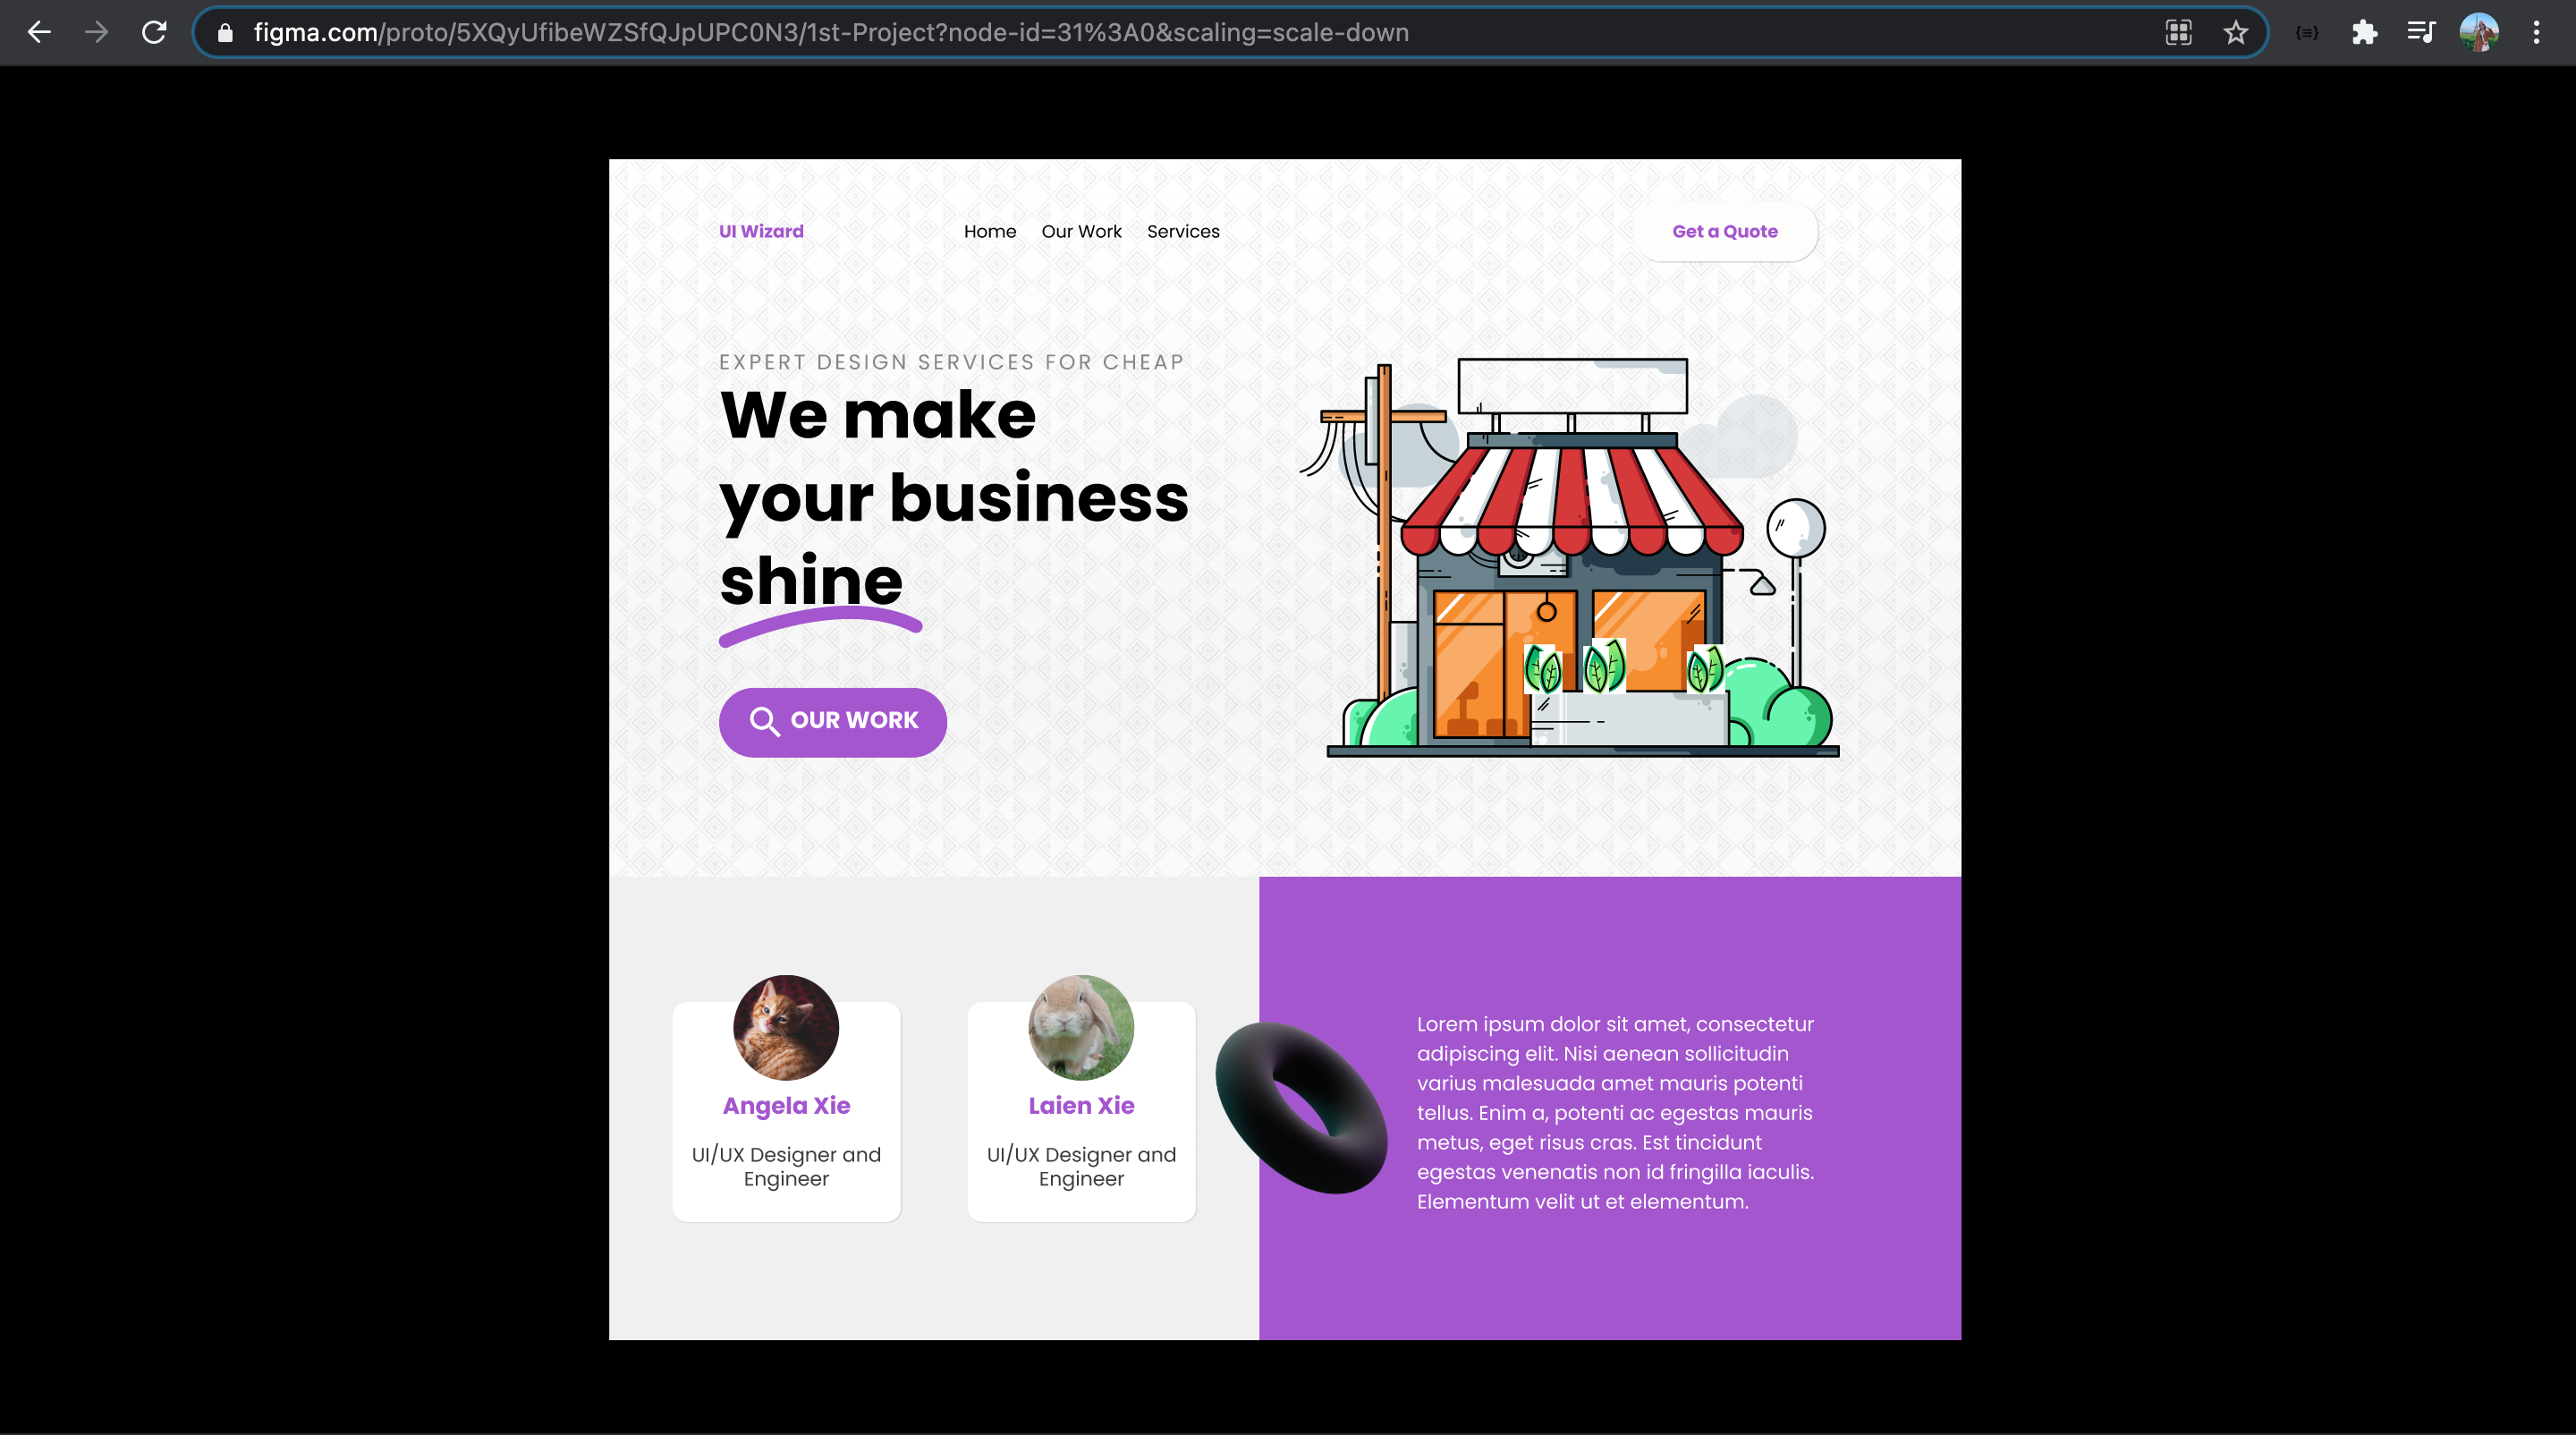 figma.com/proto/5XQyUfibeWZSfQJpUPC0N3/1st-Project?node-id=31%3A0&scaling=scale-down
UI Wizard
Home
Our Work
Services
Get a Quote
EXPERT DESIGN SERVICES FOR CHEAP
We make
your business
shine
OUR WORK
Angela Xie
UI/UX Designer and
Engineer
Laien Xie
UI/UX Designer and
Engineer
Lorem ipsum dolor sit amet, consectetur
adipiscing elit. Nisi aenean sollicitudin
varius malesuada amet mauris potenti
tellus. Enim a, potenti ac egestas mauris
metus, eget risus cras. Est tincidunt
egestas venenatis non id fringilla iaculis.
Elementum velit ut et elementum.